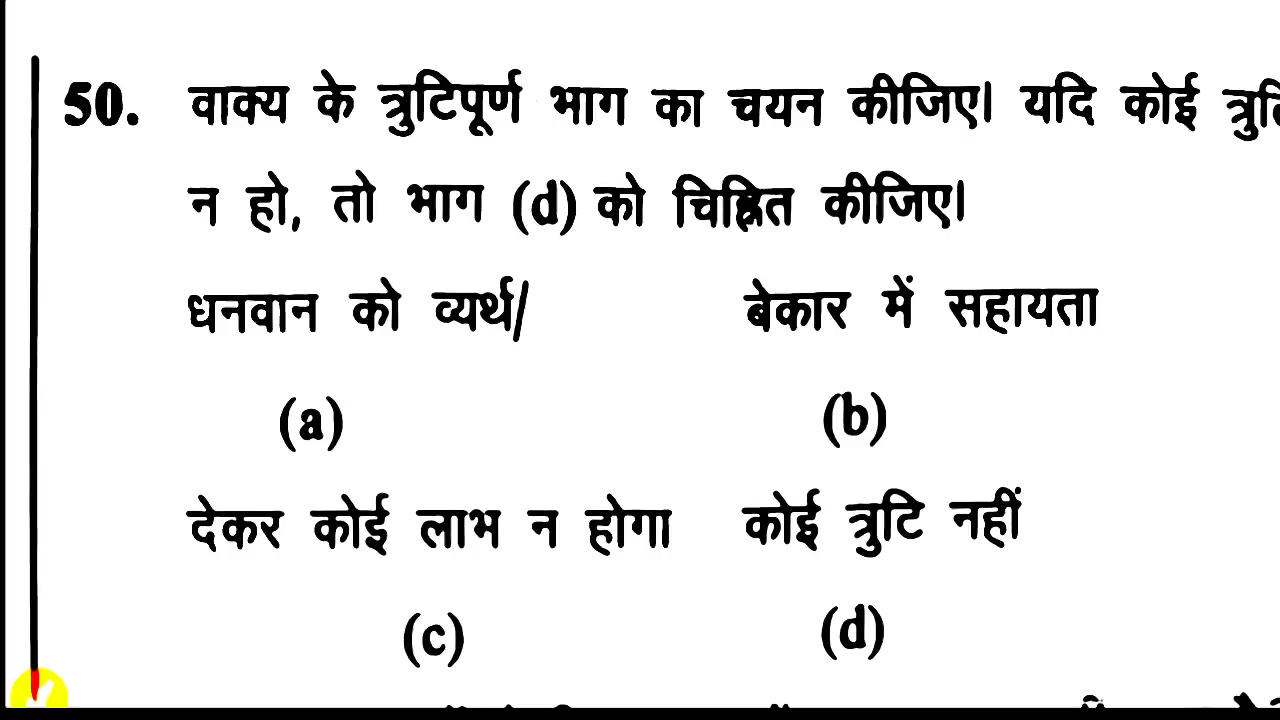 50. वाक्य के त्रुटिपूर्ण भाग का चयन कीजिए। यदि कोई
न हो, तो भाग (d) को चिह्नित कीजिए।
धनवान को व्यर्थ/ बेकार में सहायता
(a) (b)
देकर कोई लाभ न होगा कोई त्रुटि नहीं
(c) (d)